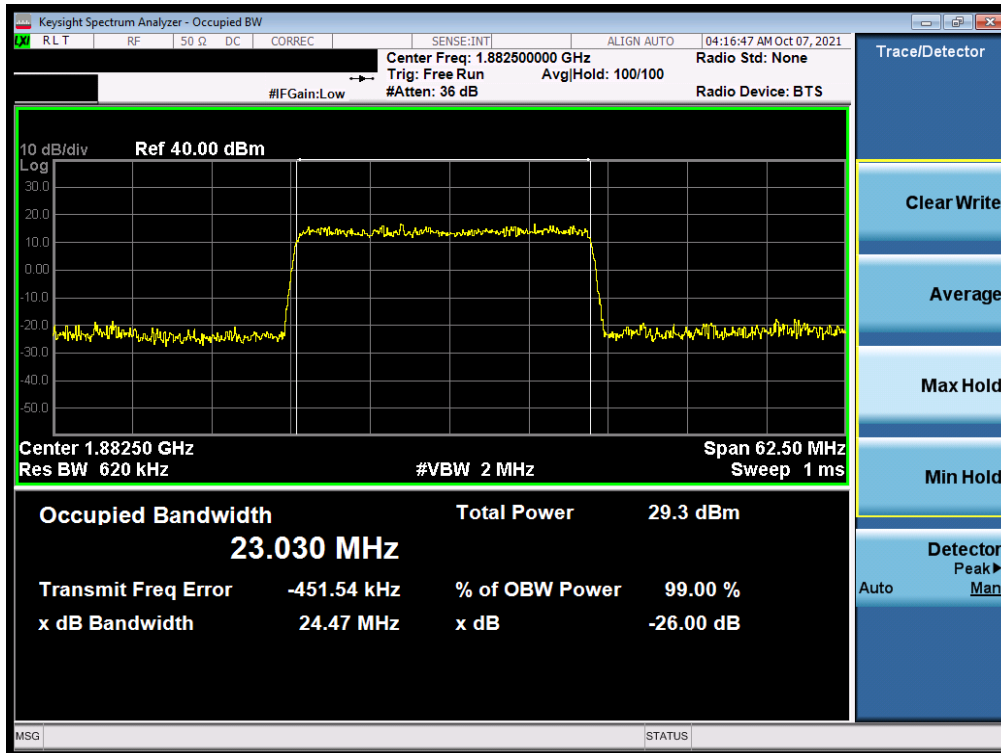 Keysight Spectrum Analyzer - Occupied BW
LXI RLT RF 50 Ω DC CORREC SENSE:INT ALIGN AUTO 04:16:47 AM Oct 07, 2021
Center Freq: 1.882500000 GHz Radio Std: None
Trig: Free Run Avg|Hold: 100/100
#IFGain:Low #Atten: 36 dB Radio Device: BTS
Trace/Detector
10 dB/div Ref 40.00 dBm
Log
30.0
20.0
10.0
0.00
-10.0
-20.0
-30.0
-40.0
-50.0
Center 1.88250 GHz Span 62.50 MHz
Res BW 620 kHz #VBW 2 MHz Sweep 1 ms
Occupied Bandwidth Total Power 29.3 dBm
23.030 MHz
Transmit Freq Error -451.54 kHz % of OBW Power 99.00 %
x dB Bandwidth 24.47 MHz x dB -26.00 dB
Clear Write
Average
Max Hold
Min Hold
Detector
Peak▶
Auto Man
MSG STATUS